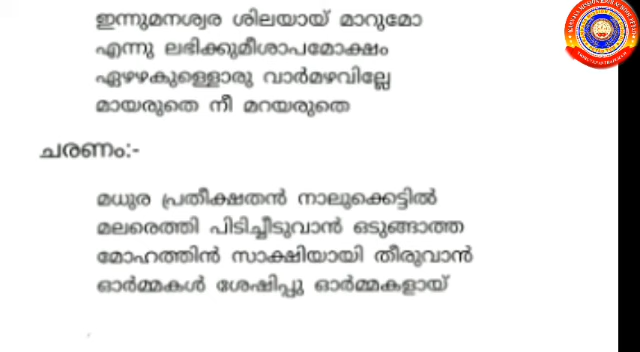 ഇന്നുമനശ്വര ശിലയായ് മാറുമോ
എന്നു ലഭിക്കുമീശാപമോക്ഷം
ഏഴഴകുള്ളൊരു വാർമഴവില്ലേ
മായരുതെ നീ മറയരുതെ
ചരണം:-
മധുര പ്രതീക്ഷതൻ നാലുക്കെട്ടിൽ
മലരെത്തി പിടിച്ചീടുവാൻ ഒടുങ്ങാത്ത
മോഹത്തിൻ സാക്ഷിയായി തീരുവാൻ
ഓർമ്മകൾ ശേഷിപ്പൂ ഓർമ്മകളായ്